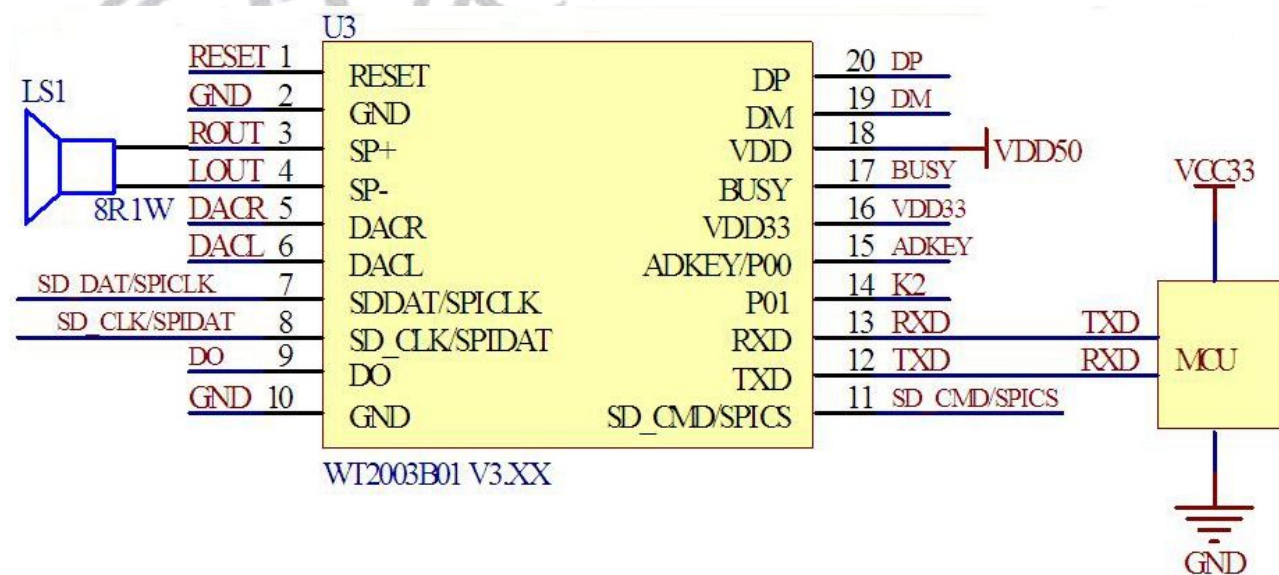 U3
LS1
8R1W
RESET 1
GND 2
ROUT 3
LOUT 4
DACR 5
DACL 6
SD_DAT/SPICLK 7
SD_CLK/SPIDAT 8
DO 9
GND 10
RESET
GND
SP+
SP-
DACR
DACL
SDDAT/SPICLK
SD_CLK/SPIDAT
DO
GND
DP
DM
VDD
BUSY
VDD33
ADKEY/P00
P01
RXD
TXD
SD_CMD/SPICS
20 DP
19 DM
18 VDD50
17 BUSY
16 VDD33
15 ADKEY
14 K2
13 RXD TXD
12 TXD RXD
11 SD_CMD/SPICS
VCC33
MCU
GND
WT2003B01 V3.XX